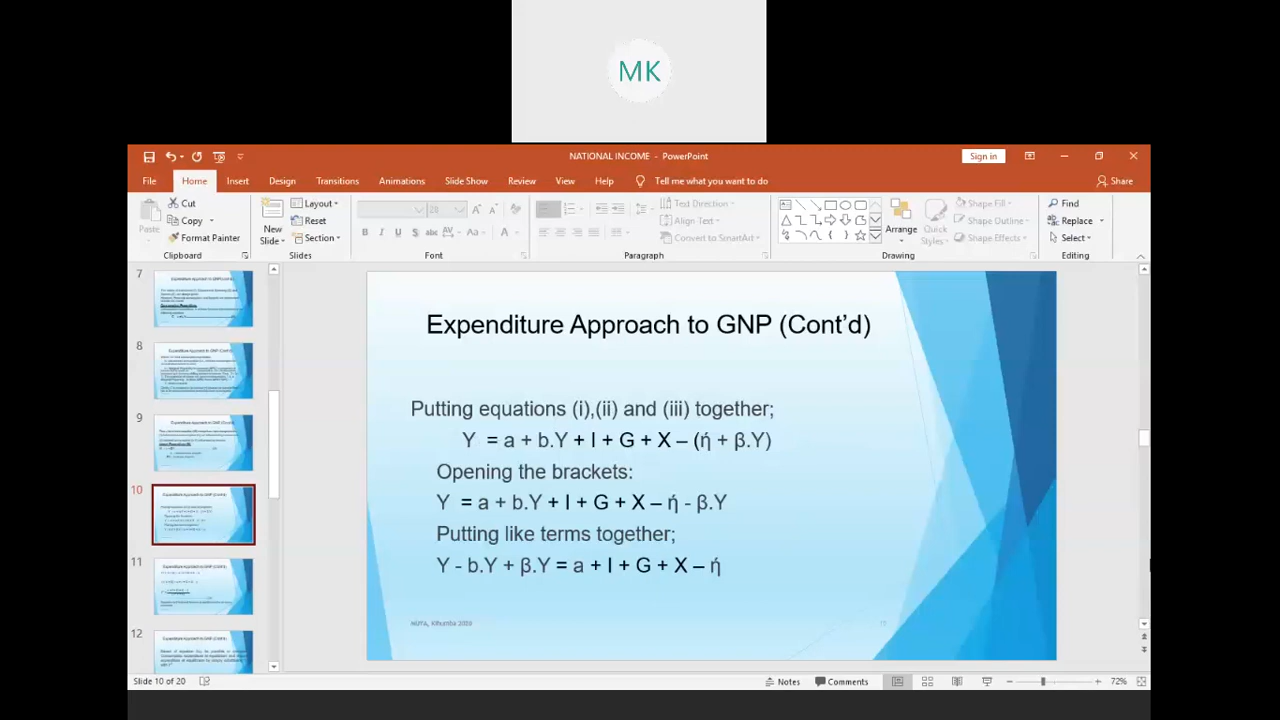 MK
NATIONAL INCOME - PowerPoint
Sign in
File Home Insert Design Transitions Animations Slide Show Review View Help Tell me what you want to do Share
Paste
Cut
Copy
Format Painter
Clipboard
New Slide
Layout
Reset
Section
Slides
28
Font
Text Direction
Align Text
Convert to SmartArt
Paragraph
Arrange
Quick Styles
Shape Fill
Shape Outline
Shape Effects
Drawing
Find
Replace
Select
Editing
7
8
9
10
11
12
Expenditure Approach to GNP (Cont’d)
Putting equations (i),(ii) and (iii) together;
Y = a + b.Y + I + G + X – (ή + β.Y)
Opening the brackets:
Y = a + b.Y + I + G + X – ή - β.Y
Putting like terms together;
Y - b.Y + β.Y = a + I + G + X – ή
10
Slide 10 of 20
Notes
Comments
72%